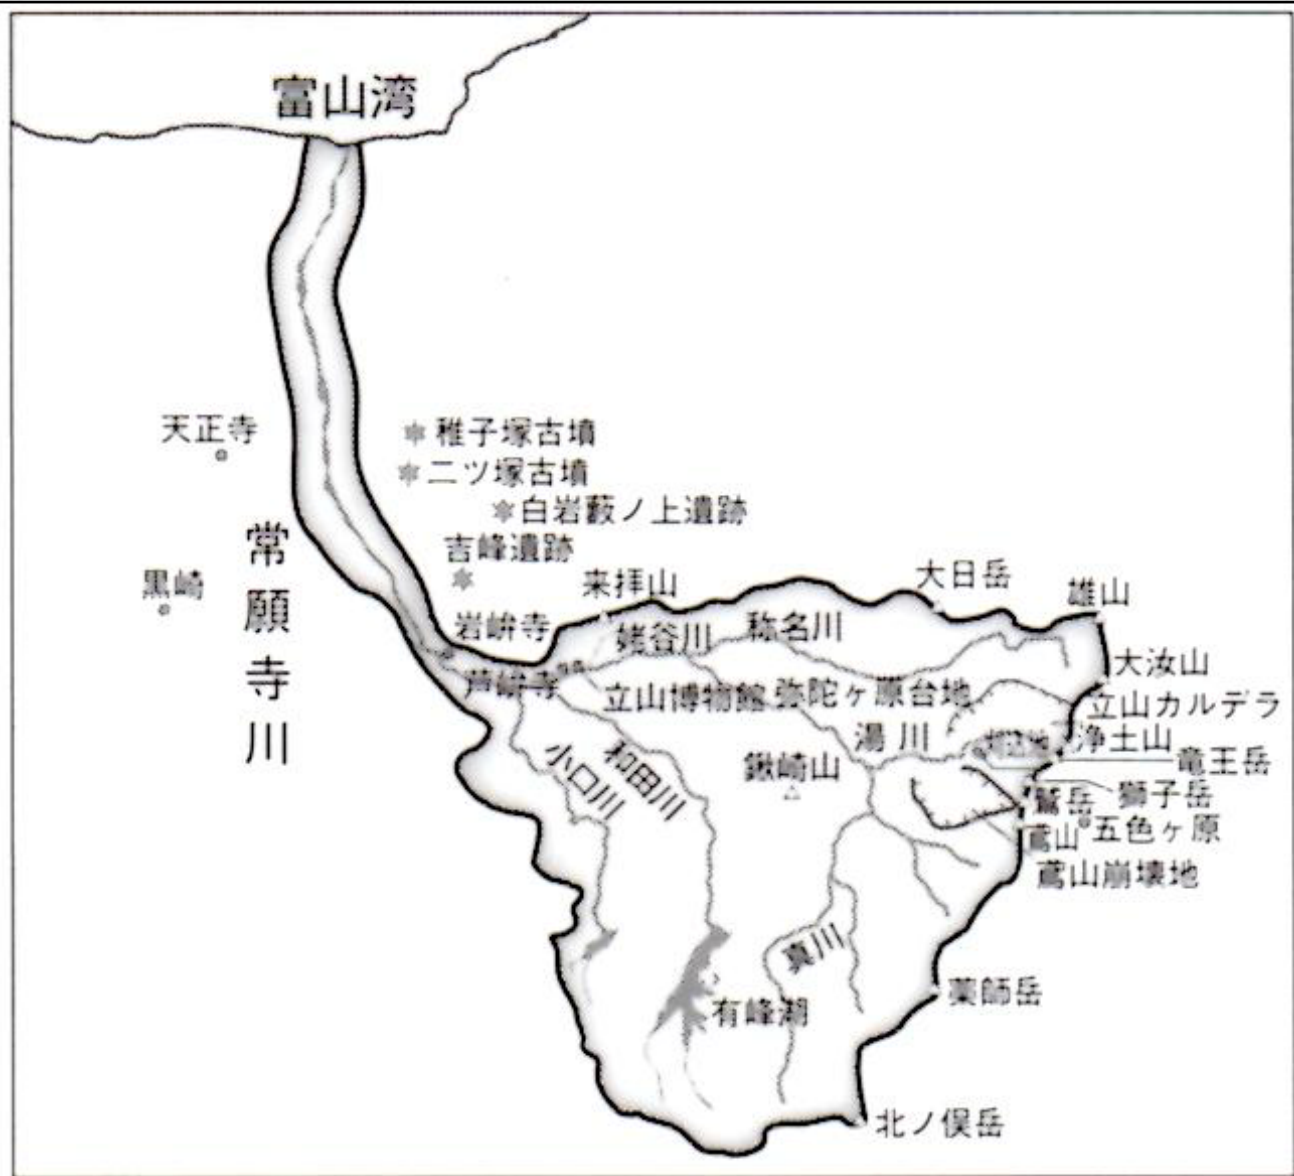 富山湾
天正寺
稚子塚古墳
二ツ塚古墳
白岩藪ノ上遺跡
常願寺川
吉峰遺跡
黒崎
来拝山
大日岳
雄山
岩峅寺
姥谷川
称名川
芦峅寺
大汝山
立山博物館
弥陀ヶ原台地
立山カルデラ
湯川
浄土山
小口川
和田川
鍬崎山
竜王岳
鷲岳
獅子岳
鳶山
五色ヶ原
鳶山崩壊地
真川
薬師岳
有峰湖
北ノ俣岳